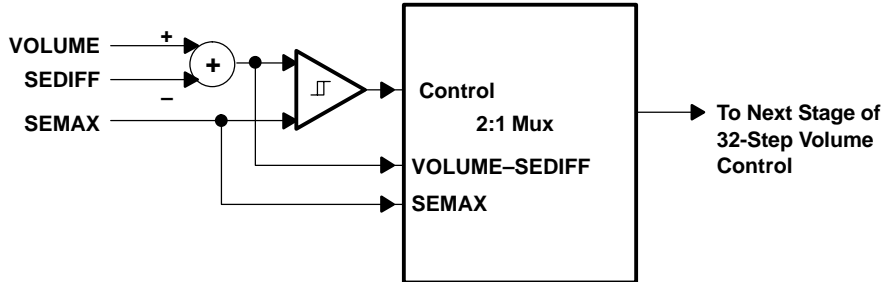 VOLUME
+
+
SEDIFF
−
SEMAX
Control
2:1 Mux
VOLUME–SEDIFF
SEMAX
To Next Stage of
32-Step Volume
Control